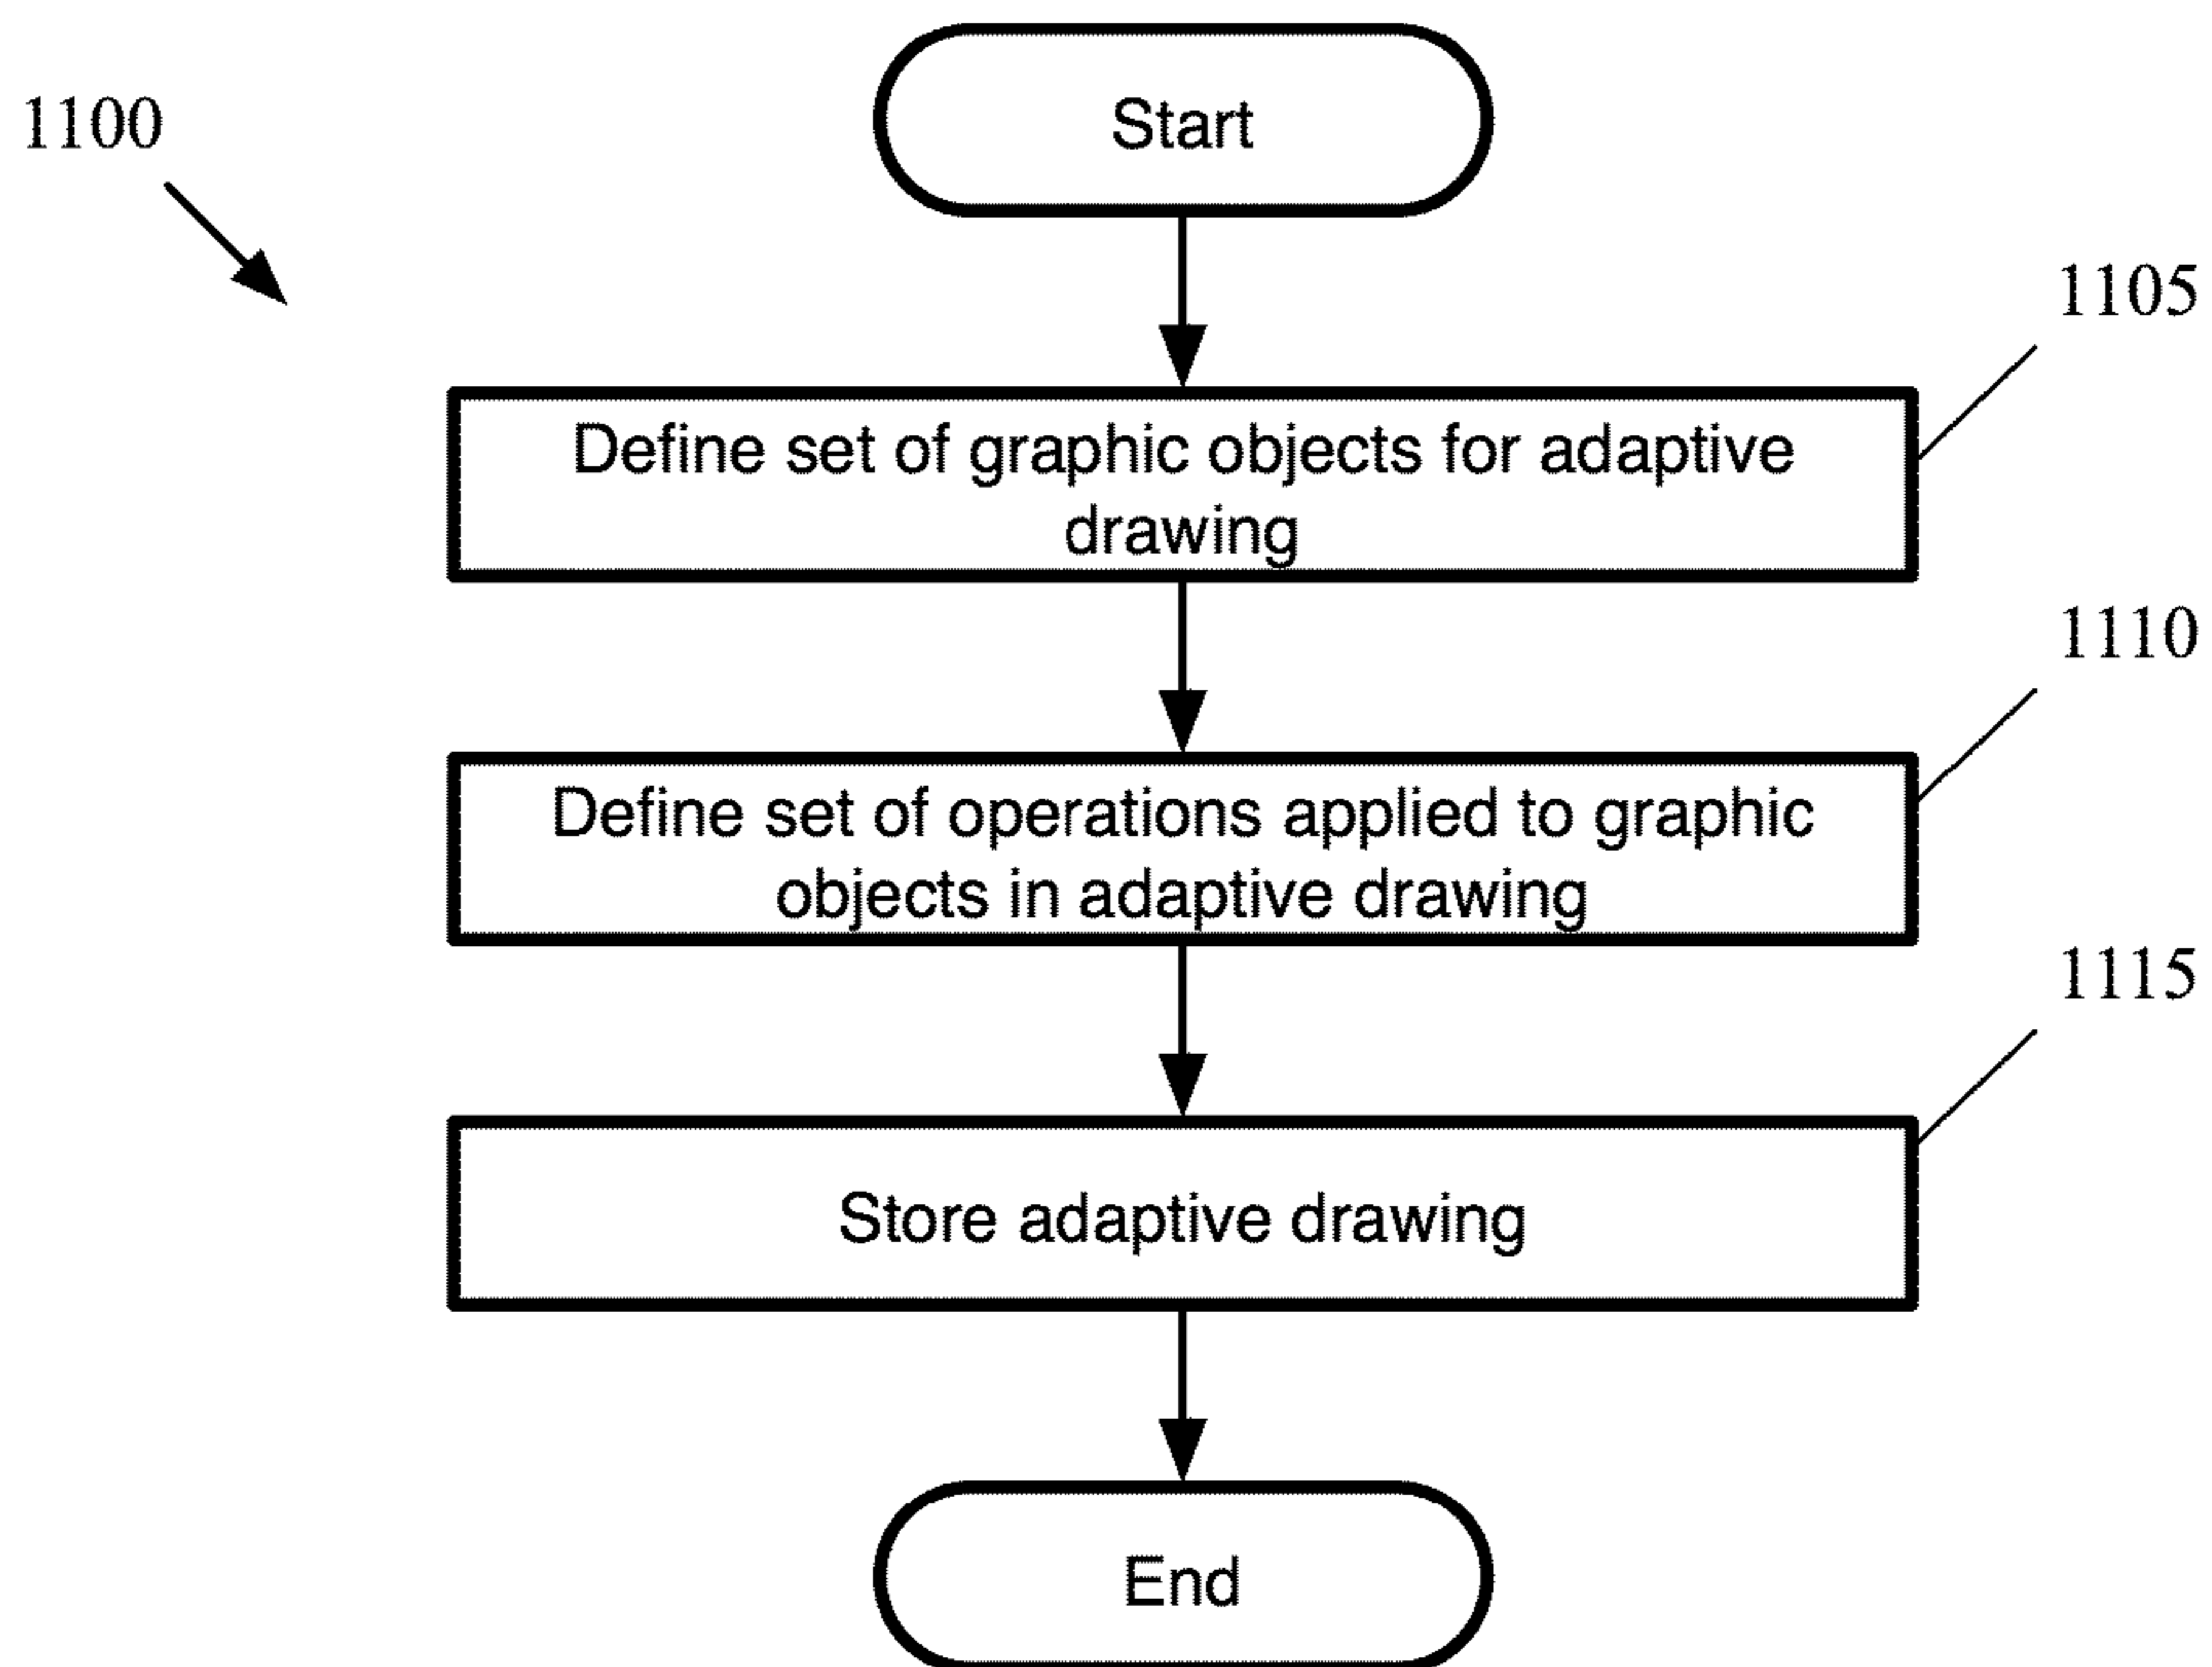 1100
Start
1105
Define set of graphic objects for adaptive
drawing
1110
Define set of operations applied to graphic
objects in adaptive drawing
1115
Store adaptive drawing
End